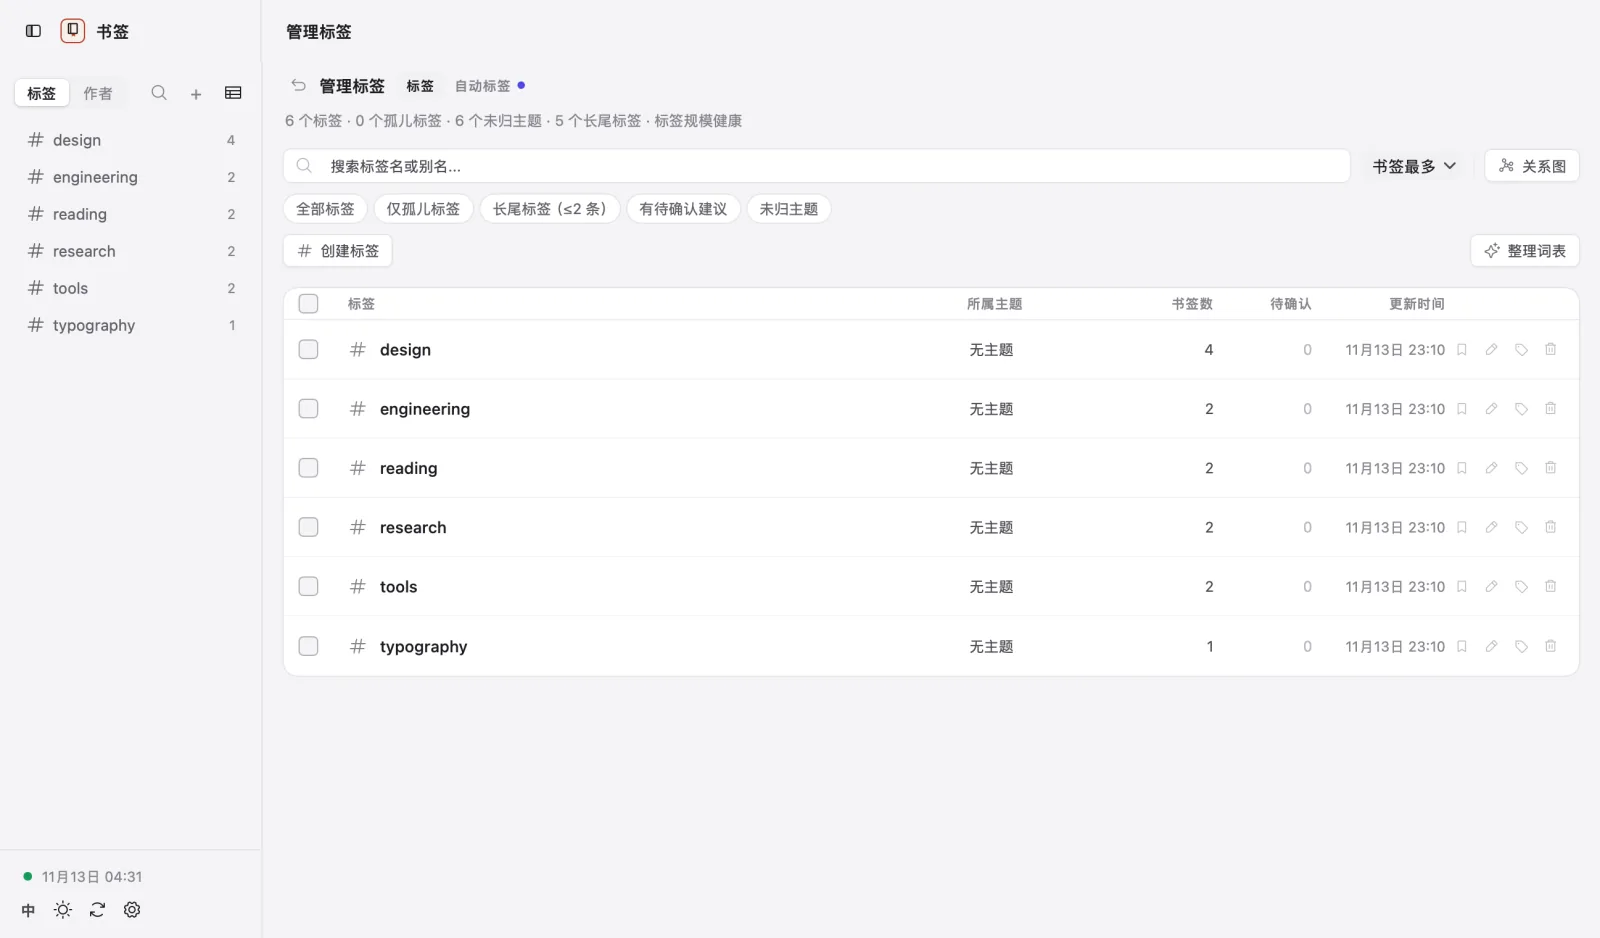 书签
标签 作者
design 4
engineering 2
reading 2
research 2
tools 2
typography 1
11月13日 04:31
中
管理标签
管理标签 标签 自动标签
6 个标签 · 0 个孤儿标签 · 6 个未归主题 · 5 个长尾标签 · 标签规模健康
搜索标签名或别名... 书签最多 关系图
全部标签 仅孤儿标签 长尾标签 (≤2 条) 有待确认建议 未归主题
创建标签 整理词表
标签 所属主题 书签数 待确认 更新时间
# design 无主题 4 0 11月13日 23:10
# engineering 无主题 2 0 11月13日 23:10
# reading 无主题 2 0 11月13日 23:10
# research 无主题 2 0 11月13日 23:10
# tools 无主题 2 0 11月13日 23:10
# typography 无主题 1 0 11月13日 23:10